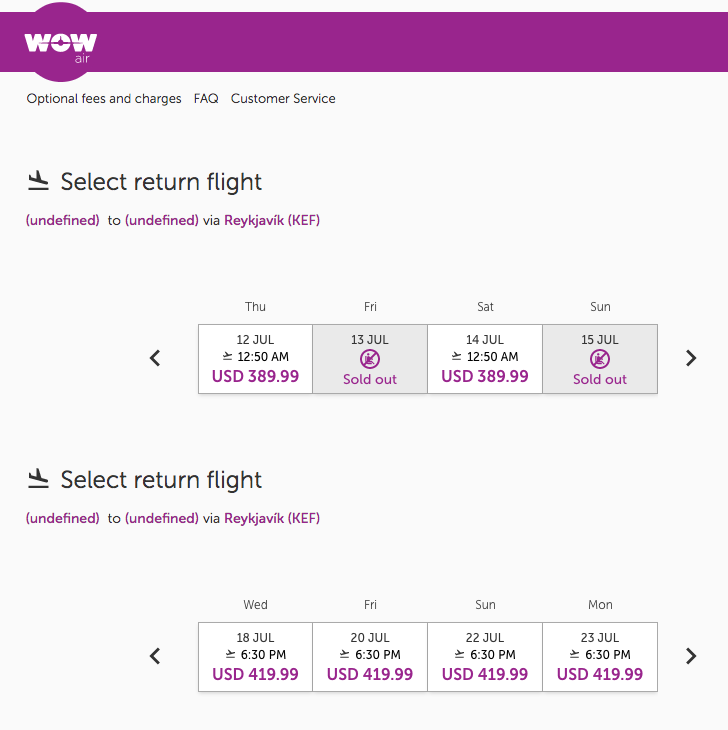 WOW
air
Optional fees and charges FAQ Customer Service
Select return flight
(undefined) to (undefined) via Reykjavík (KEF)
Thu Fri Sat Sun
12 JUL 13 JUL 14 JUL 15 JUL
12:50 AM 12:50 AM
USD 389.99 Sold out USD 389.99 Sold out
Select return flight
(undefined) to (undefined) via Reykjavík (KEF)
Wed Fri Sun Mon
18 JUL 20 JUL 22 JUL 23 JUL
6:30 PM 6:30 PM 6:30 PM 6:30 PM
USD 419.99 USD 419.99 USD 419.99 USD 419.99